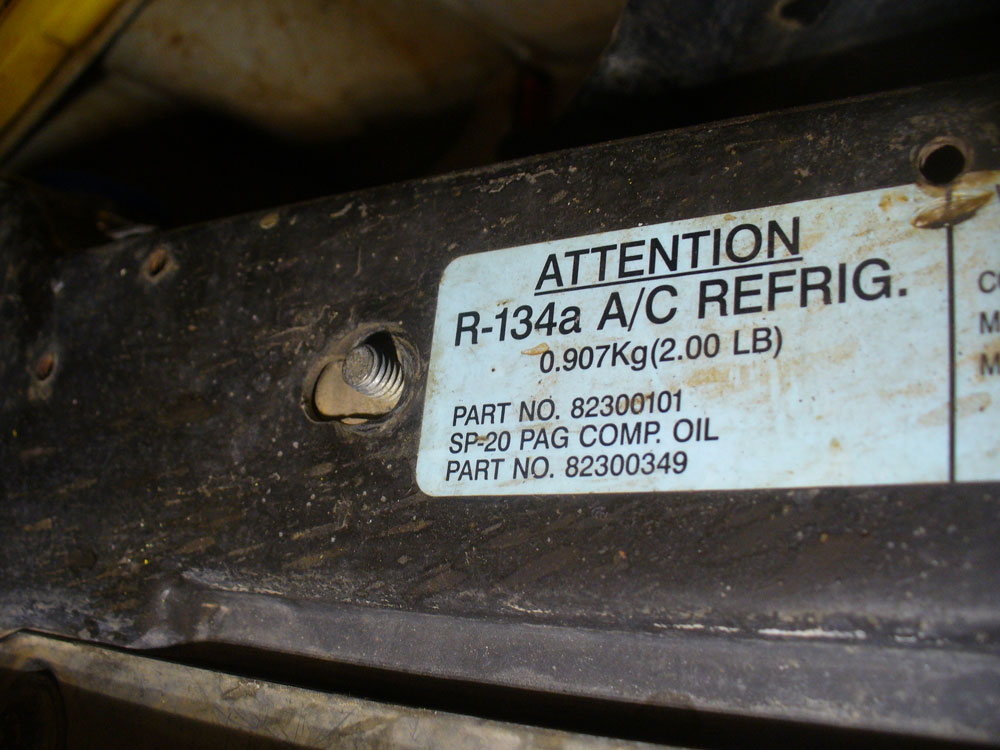 ATTENTION
R-134a A/C REFRIG.
0.907Kg(2.00 LB)
PART NO. 82300101
SP-20 PAG COMP. OIL
PART NO. 82300349